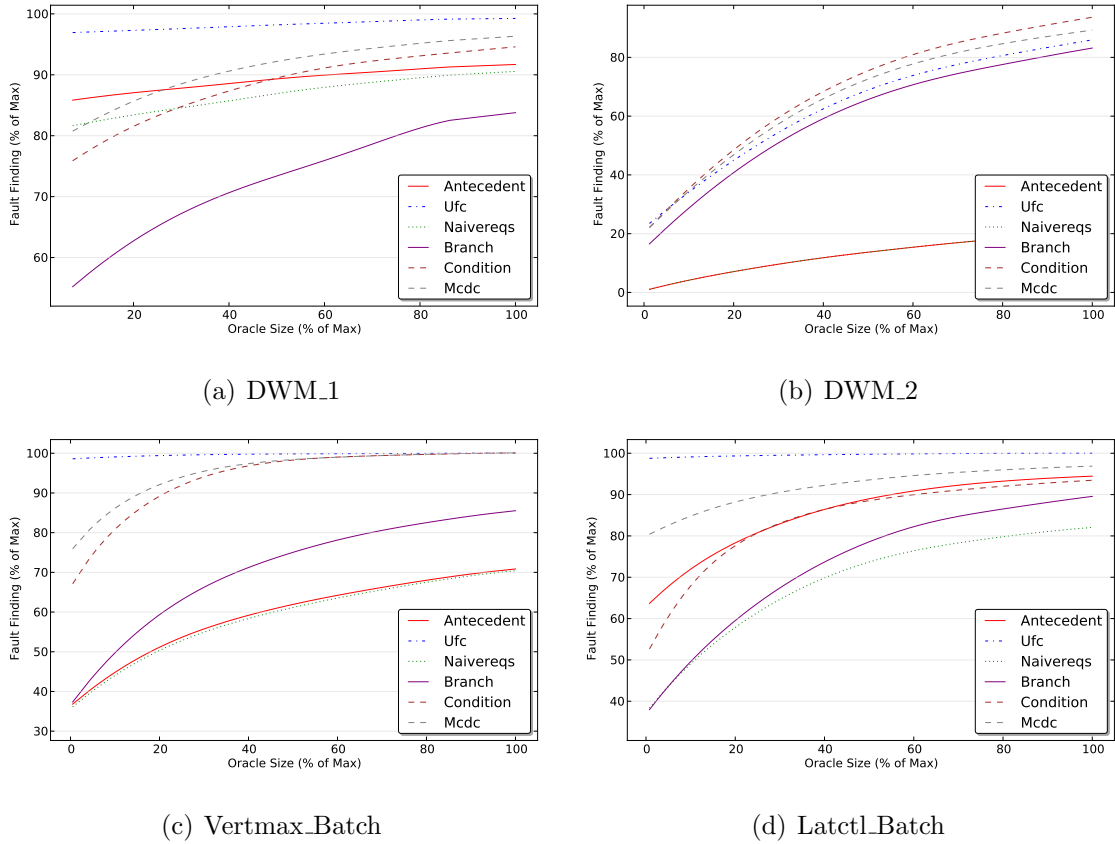 100
90
80
70
60
Fault Finding (% of Max)
Antecedent
Ufc
Naivereqs
Branch
Condition
Mcdc
20 40 60 80 100
Oracle Size (% of Max)
(a) DWM_1
80
60
40
20
0
Fault Finding (% of Max)
Antecedent
Ufc
Naivereqs
Branch
Condition
Mcdc
0 20 40 60 80 100
Oracle Size (% of Max)
(b) DWM_2
100
90
80
70
60
50
40
30
Fault Finding (% of Max)
Antecedent
Ufc
Naivereqs
Branch
Condition
Mcdc
0 20 40 60 80 100
Oracle Size (% of Max)
(c) Vertmax_Batch
100
90
80
70
60
50
40
Fault Finding (% of Max)
Antecedent
Ufc
Naivereqs
Branch
Condition
Mcdc
0 20 40 60 80 100
Oracle Size (% of Max)
(d) Latctl_Batch